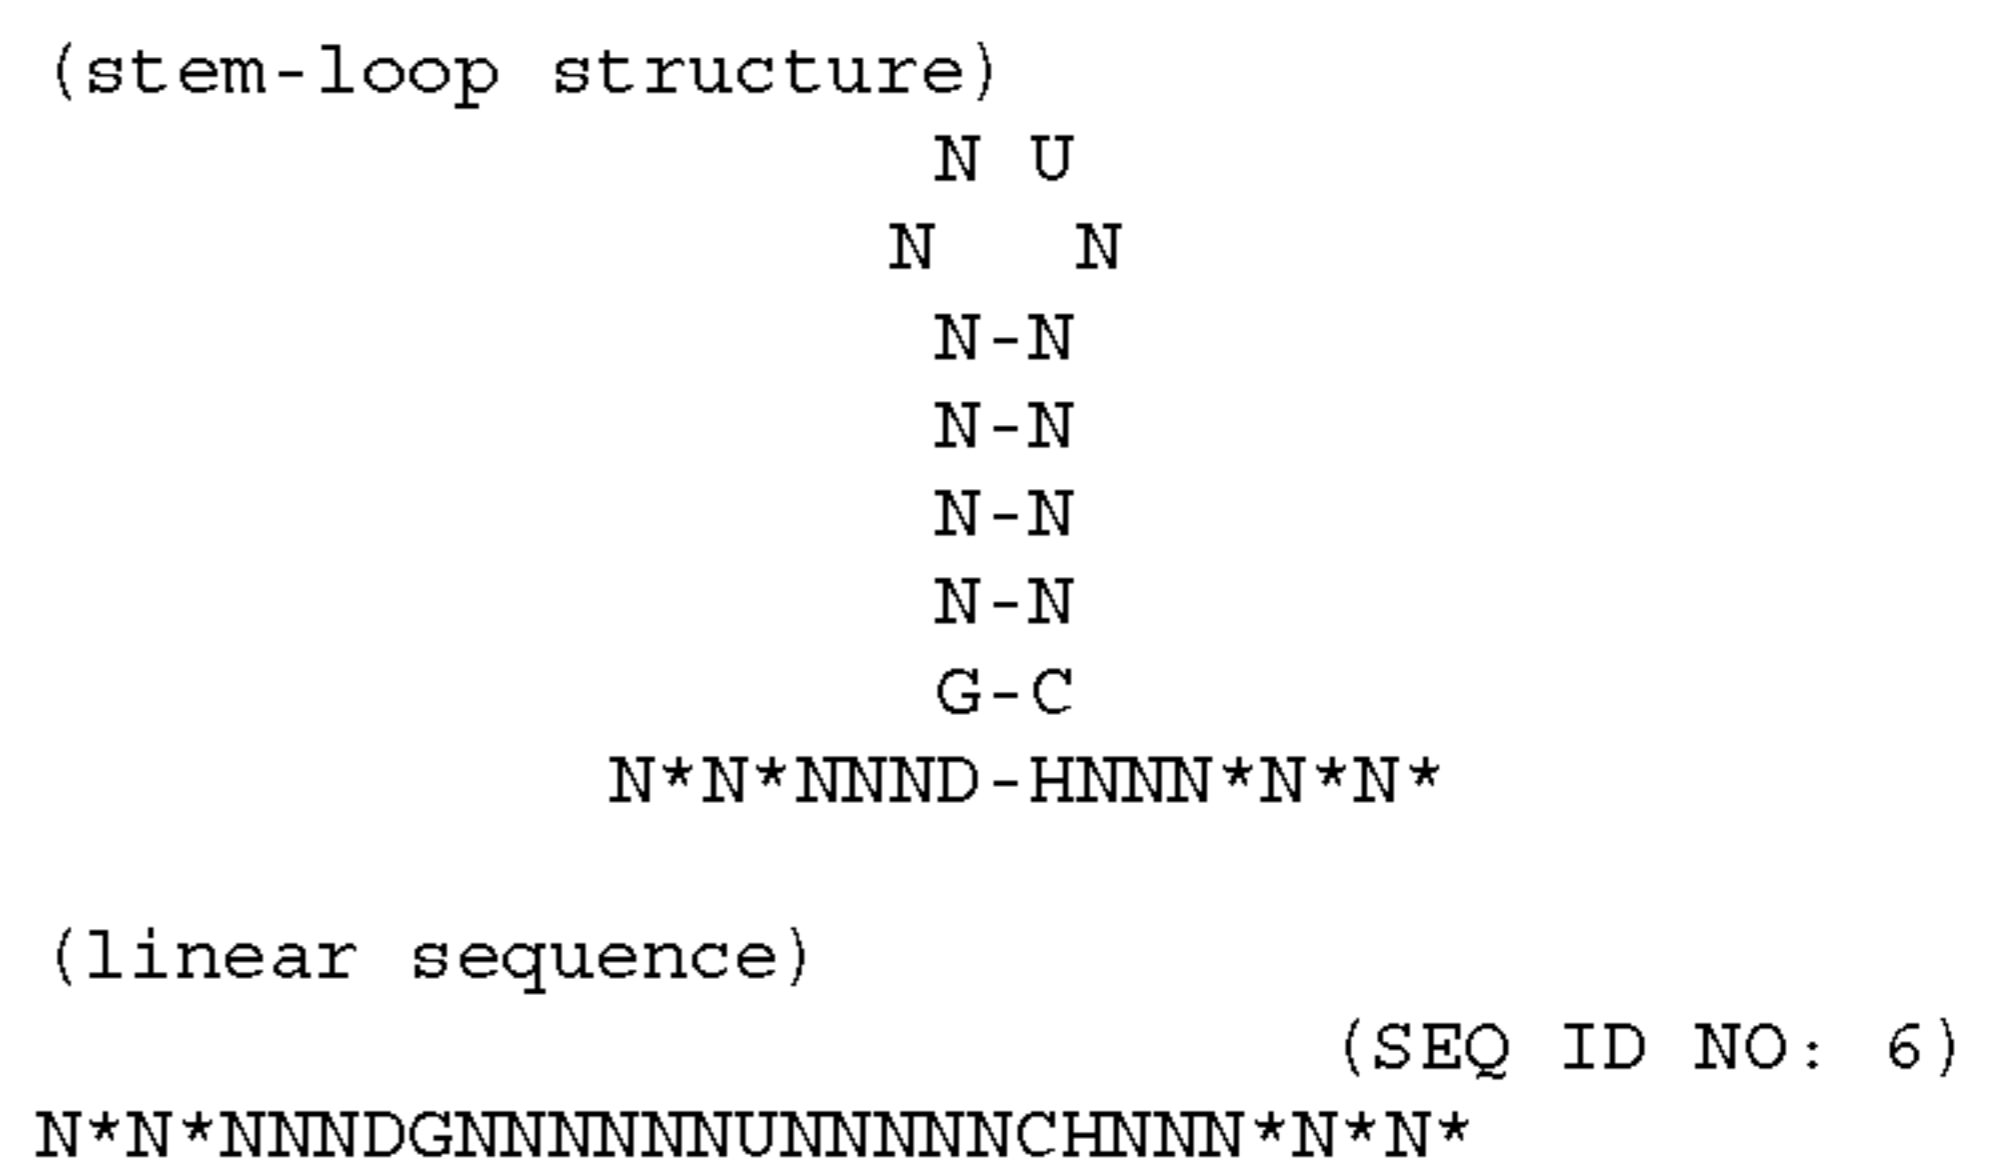 (stem-loop structure)
N U
N N
N-N
N-N
N-N
N-N
G-C
N*N*NNND-HNNN*N*N*
(linear sequence)
(SEQ ID NO: 6)
N*N*NNNDGNNNNNNUNNNNNCHNNN*N*N*